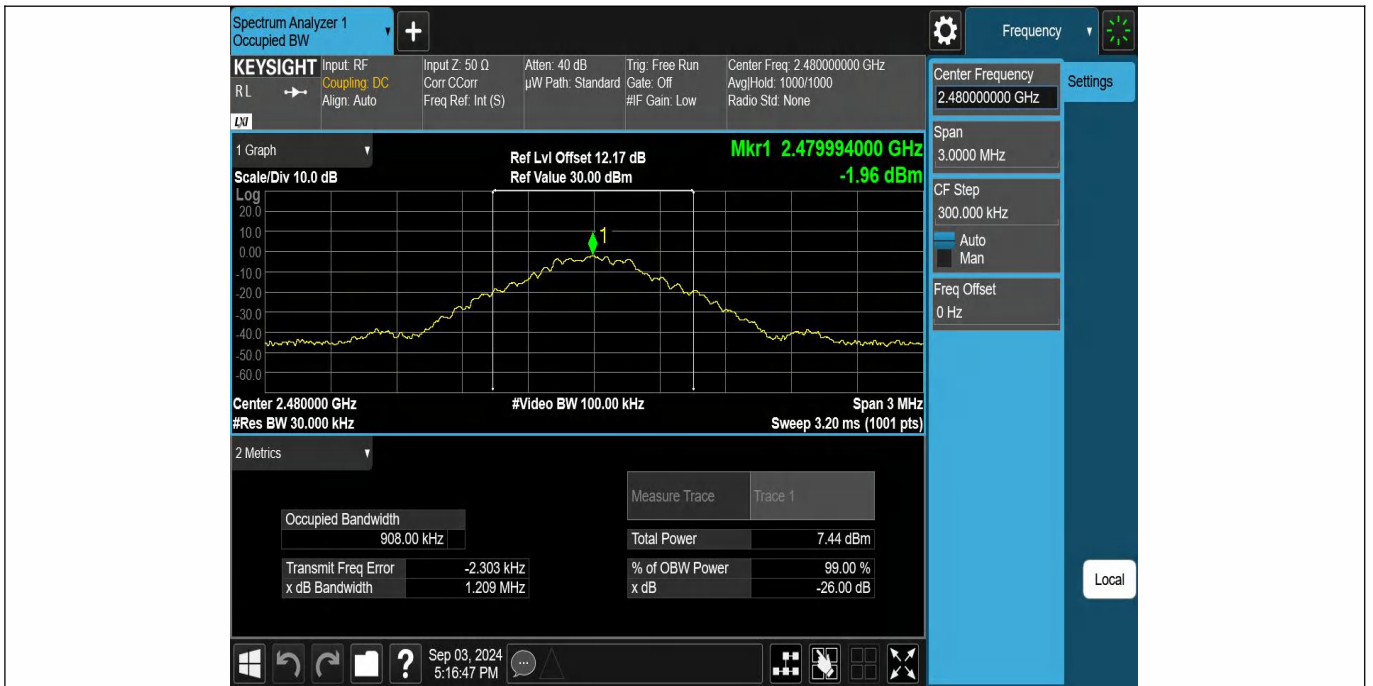 Spectrum Analyzer 1
Occupied BW
+
Frequency
KEYSIGHT
RL
LXI
Input: RF
Coupling: DC
Align: Auto
Input Z: 50 Ω
Corr CCorr
Freq Ref: Int (S)
Atten: 40 dB
µW Path: Standard
Trig: Free Run
Gate: Off
#IF Gain: Low
Center Freq: 2.480000000 GHz
Avg|Hold: 1000/1000
Radio Std: None
Center Frequency
2.480000000 GHz
Settings
Span
3.0000 MHz
CF Step
300.000 kHz
Auto
Man
Freq Offset
0 Hz
Local
1 Graph
Scale/Div 10.0 dB
Ref Lvl Offset 12.17 dB
Ref Value 30.00 dBm
Mkr1 2.479994000 GHz
-1.96 dBm
Log
20.0
10.0
0.00
-10.0
-20.0
-30.0
-40.0
-50.0
-60.0
1
Center 2.480000 GHz
#Video BW 100.00 kHz
Span 3 MHz
#Res BW 30.000 kHz
Sweep 3.20 ms (1001 pts)
2 Metrics
Measure Trace
Trace 1
Occupied Bandwidth
908.00 kHz
Total Power
7.44 dBm
Transmit Freq Error
-2.303 kHz
% of OBW Power
99.00 %
x dB Bandwidth
1.209 MHz
x dB
-26.00 dB
?
Sep 03, 2024
5:16:47 PM